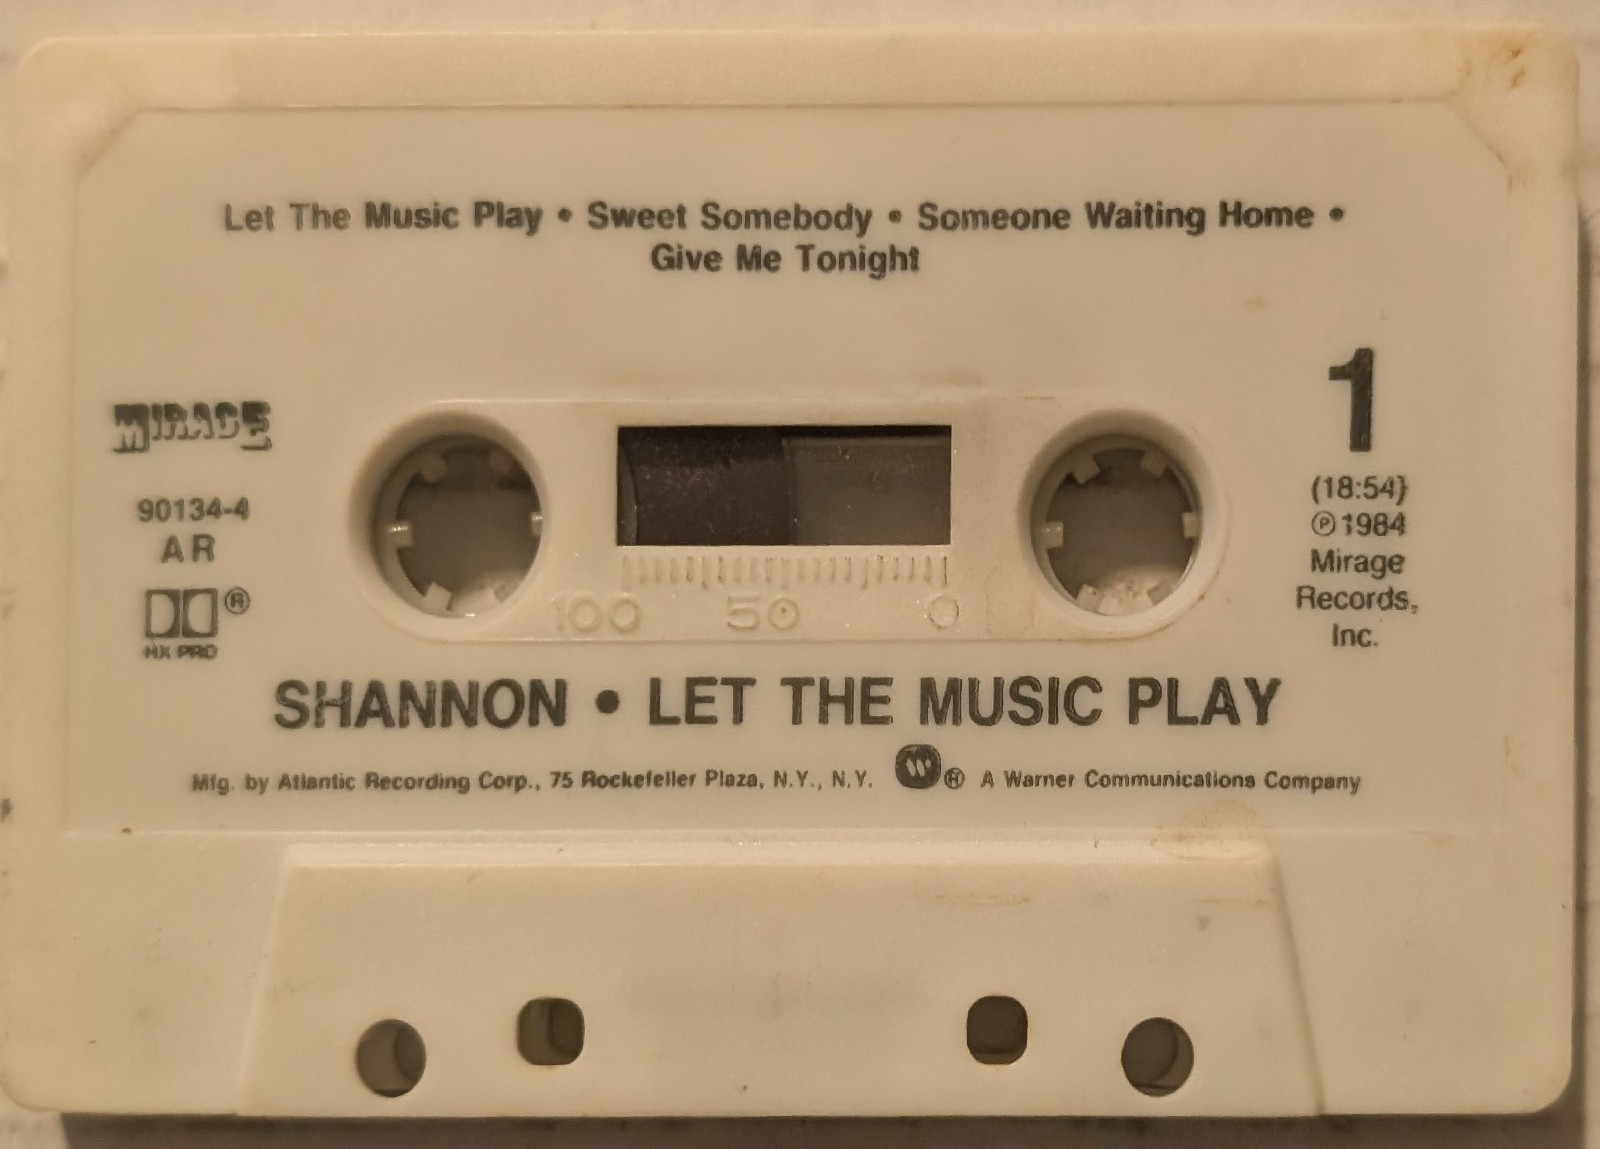 Let The Music Play • Sweet Somebody • Someone Waiting Home •
Give Me Tonight
MIRAGE
90134-4
AR
HX PRO
1
(18:54)
℗ 1984
Mirage
Records,
Inc.
100 50 0
SHANNON • LET THE MUSIC PLAY
Mfg. by Atlantic Recording Corp., 75 Rockefeller Plaza, N.Y., N.Y. W ® A Warner Communications Company